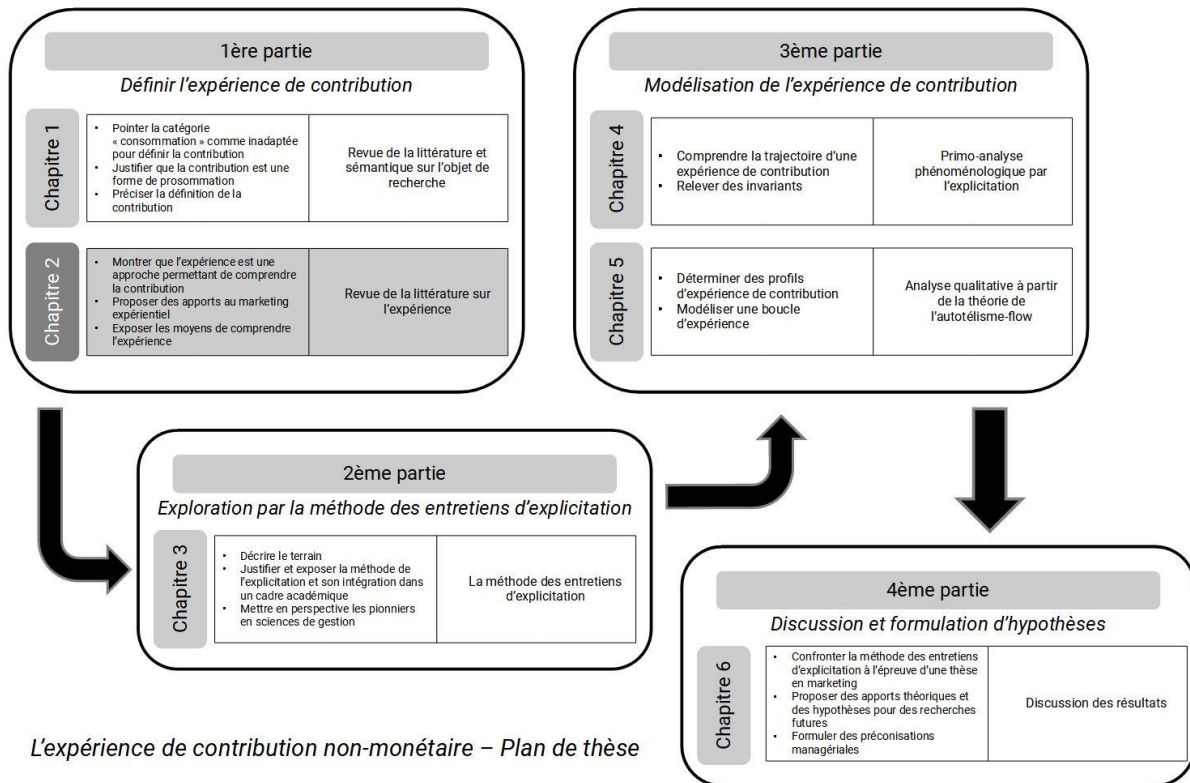 1ère partie
Définir l'expérience de contribution
Chapitre 1
• Pointer la catégorie
« consommation » comme inadaptée
pour définir la contribution
• Justifier que la contribution est une
forme de prosommation
• Préciser la définition de la
contribution
Revue de la littérature et
sémantique sur l'objet de
recherche
Chapitre 2
• Montrer que l'expérience est une
approche permettant de comprendre
la contribution
• Proposer des apports au marketing
expérientiel
• Exposer les moyens de comprendre
l'expérience
Revue de la littérature sur
l'expérience
2ème partie
Exploration par la méthode des entretiens d'explicitation
Chapitre 3
• Décrire le terrain
• Justifier et exposer la méthode de
l'explicitation et son intégration dans
un cadre académique
• Mettre en perspective les pionniers
en sciences de gestion
La méthode des entretiens
d'explicitation
3ème partie
Modélisation de l'expérience de contribution
Chapitre 4
• Comprendre la trajectoire d'une
expérience de contribution
• Relever des invariants
Primo-analyse
phénoménologique par
l'explicitation
Chapitre 5
• Déterminer des profils
d'expérience de contribution
• Modéliser une boucle
d'expérience
Analyse qualitative à partir
de la théorie de
l'autotélisme-flow
4ème partie
Discussion et formulation d'hypothèses
Chapitre 6
• Confronter la méthode des entretiens
d'explicitation à l'épreuve d'une thèse
en marketing
• Proposer des apports théoriques et
des hypothèses pour des recherches
futures
• Formuler des préconisations
managériales
Discussion des résultats
L'expérience de contribution non-monétaire – Plan de thèse